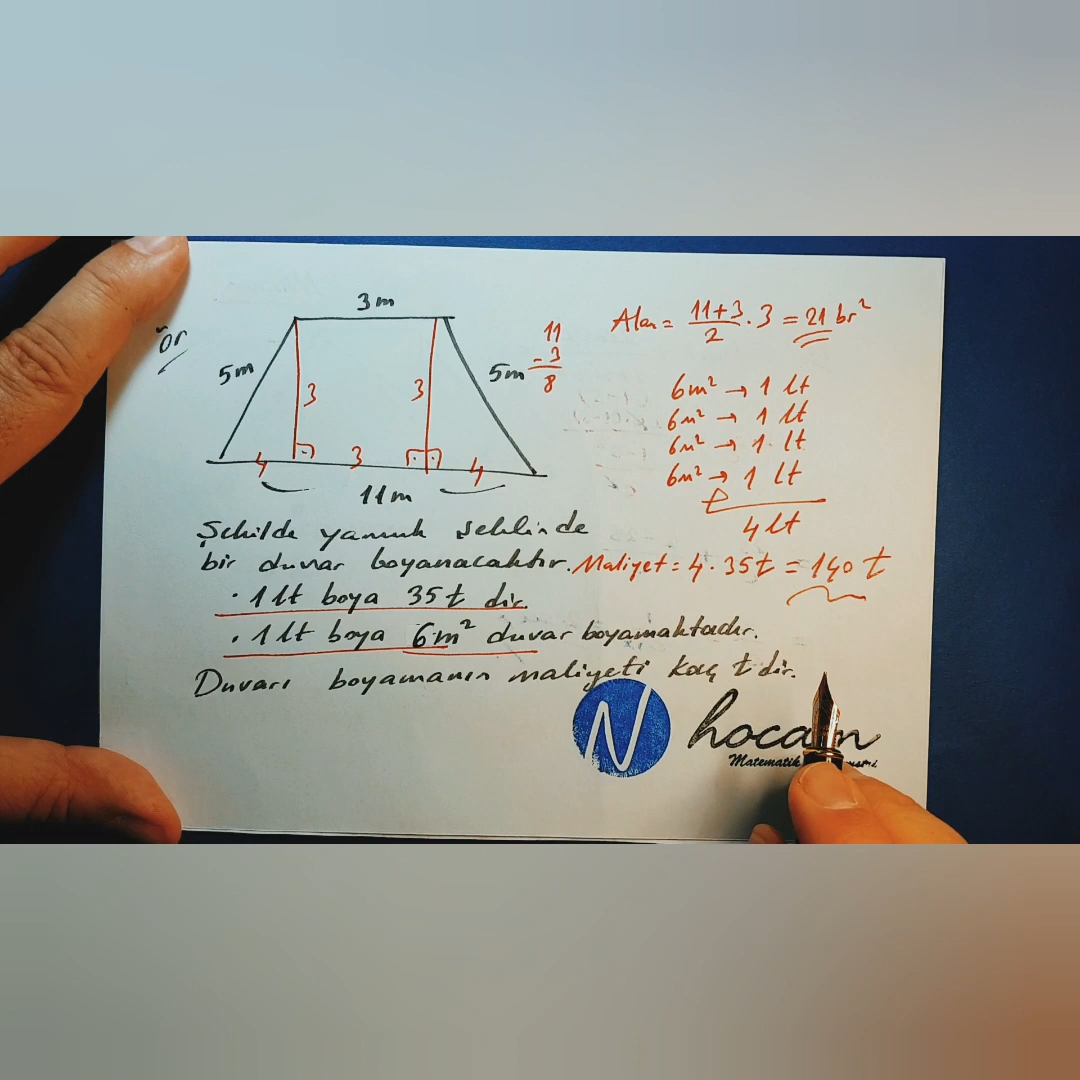 ör
3m
5m
3
3
5m
11
- 3
8
4
3
4
11m
Alan = 11+3/2 . 3 = 21 br²
6m² → 1 lt
6m² → 1 lt
6m² → 1 lt
6m² → 1 lt
+
4 lt
Şekilde yamuk şeklinde
bir duvar boyanacaktır.
Maliyet = 4 . 35₺ = 140 ₺
• 1 lt boya 35₺ dir.
• 1 lt boya 6m² duvar boyamaktadır.
Duvarı boyamanın maliyeti kaç ₺ dir.
N hocam
Matematik